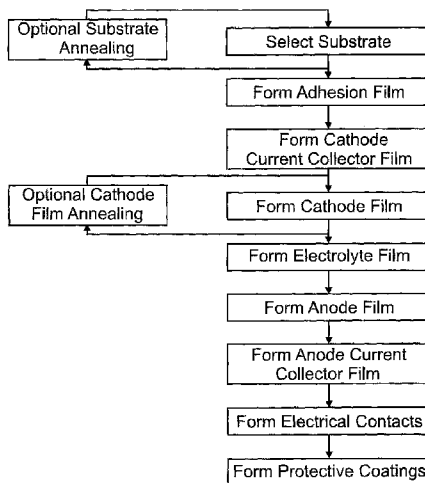 Optional Substrate
Annealing
Select Substrate
Form Adhesion Film
Form Cathode
Current Collector Film
Optional Cathode
Film Annealing
Form Cathode Film
Form Electrolyte Film
Form Anode Film
Form Anode Current
Collector Film
Form Electrical Contacts
Form Protective Coatings